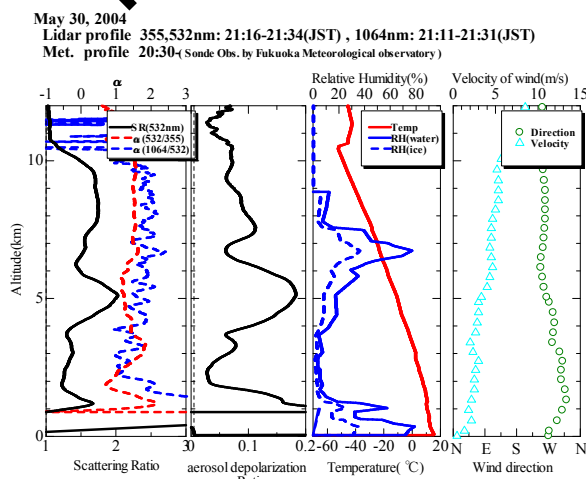 May 30, 2004
Lidar profile 355,532nm: 21:16-21:34(JST) , 1064nm: 21:11-21:31(JST)
Met. profile 20:30-( Sonde Obs. by Fukuoka Meteorological observatory )
α Relative Humidity(%) Velocity of wind(m/s)
-1 0 1 2 3 0 20 40 60 80 100 0 5 10 15
SR(532nm)
α (532/355)
α (1064/532)
Temp
RH(water)
RH(ice)
Direction
Velocity
Altitude(km)
10
5
0
1 2 30 0.1 0.2 -60 -40 -20 0 20 N E S W N
Scattering Ratio aerosol depolarization Temperature( °C) Wind direction